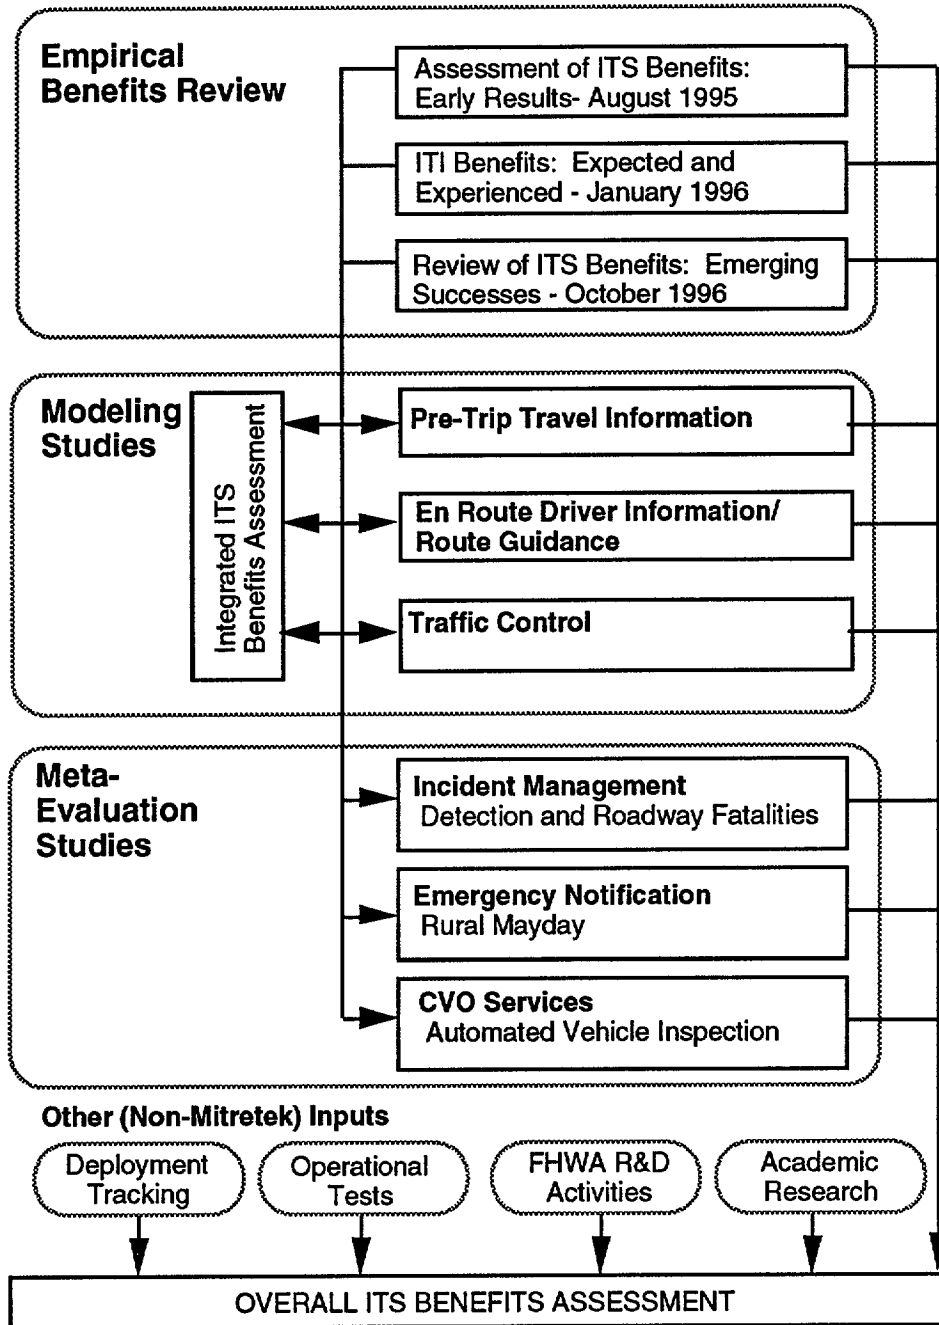 Empirical
Benefits Review
Assessment of ITS Benefits:
Early Results- August 1995
ITI Benefits:  Expected and
Experienced - January 1996
Review of ITS Benefits:  Emerging
Successes - October 1996
Modeling
Studies
Integrated ITS
Benefits Assessment
Pre-Trip Travel Information
En Route Driver Information/
Route Guidance
Traffic Control
Meta-
Evaluation
Studies
Incident Management
Detection and Roadway Fatalities
Emergency Notification
Rural Mayday
CVO Services
Automated Vehicle Inspection
Other (Non-Mitretek) Inputs
Deployment
Tracking
Operational
Tests
FHWA R&D
Activities
Academic
Research
OVERALL ITS BENEFITS ASSESSMENT